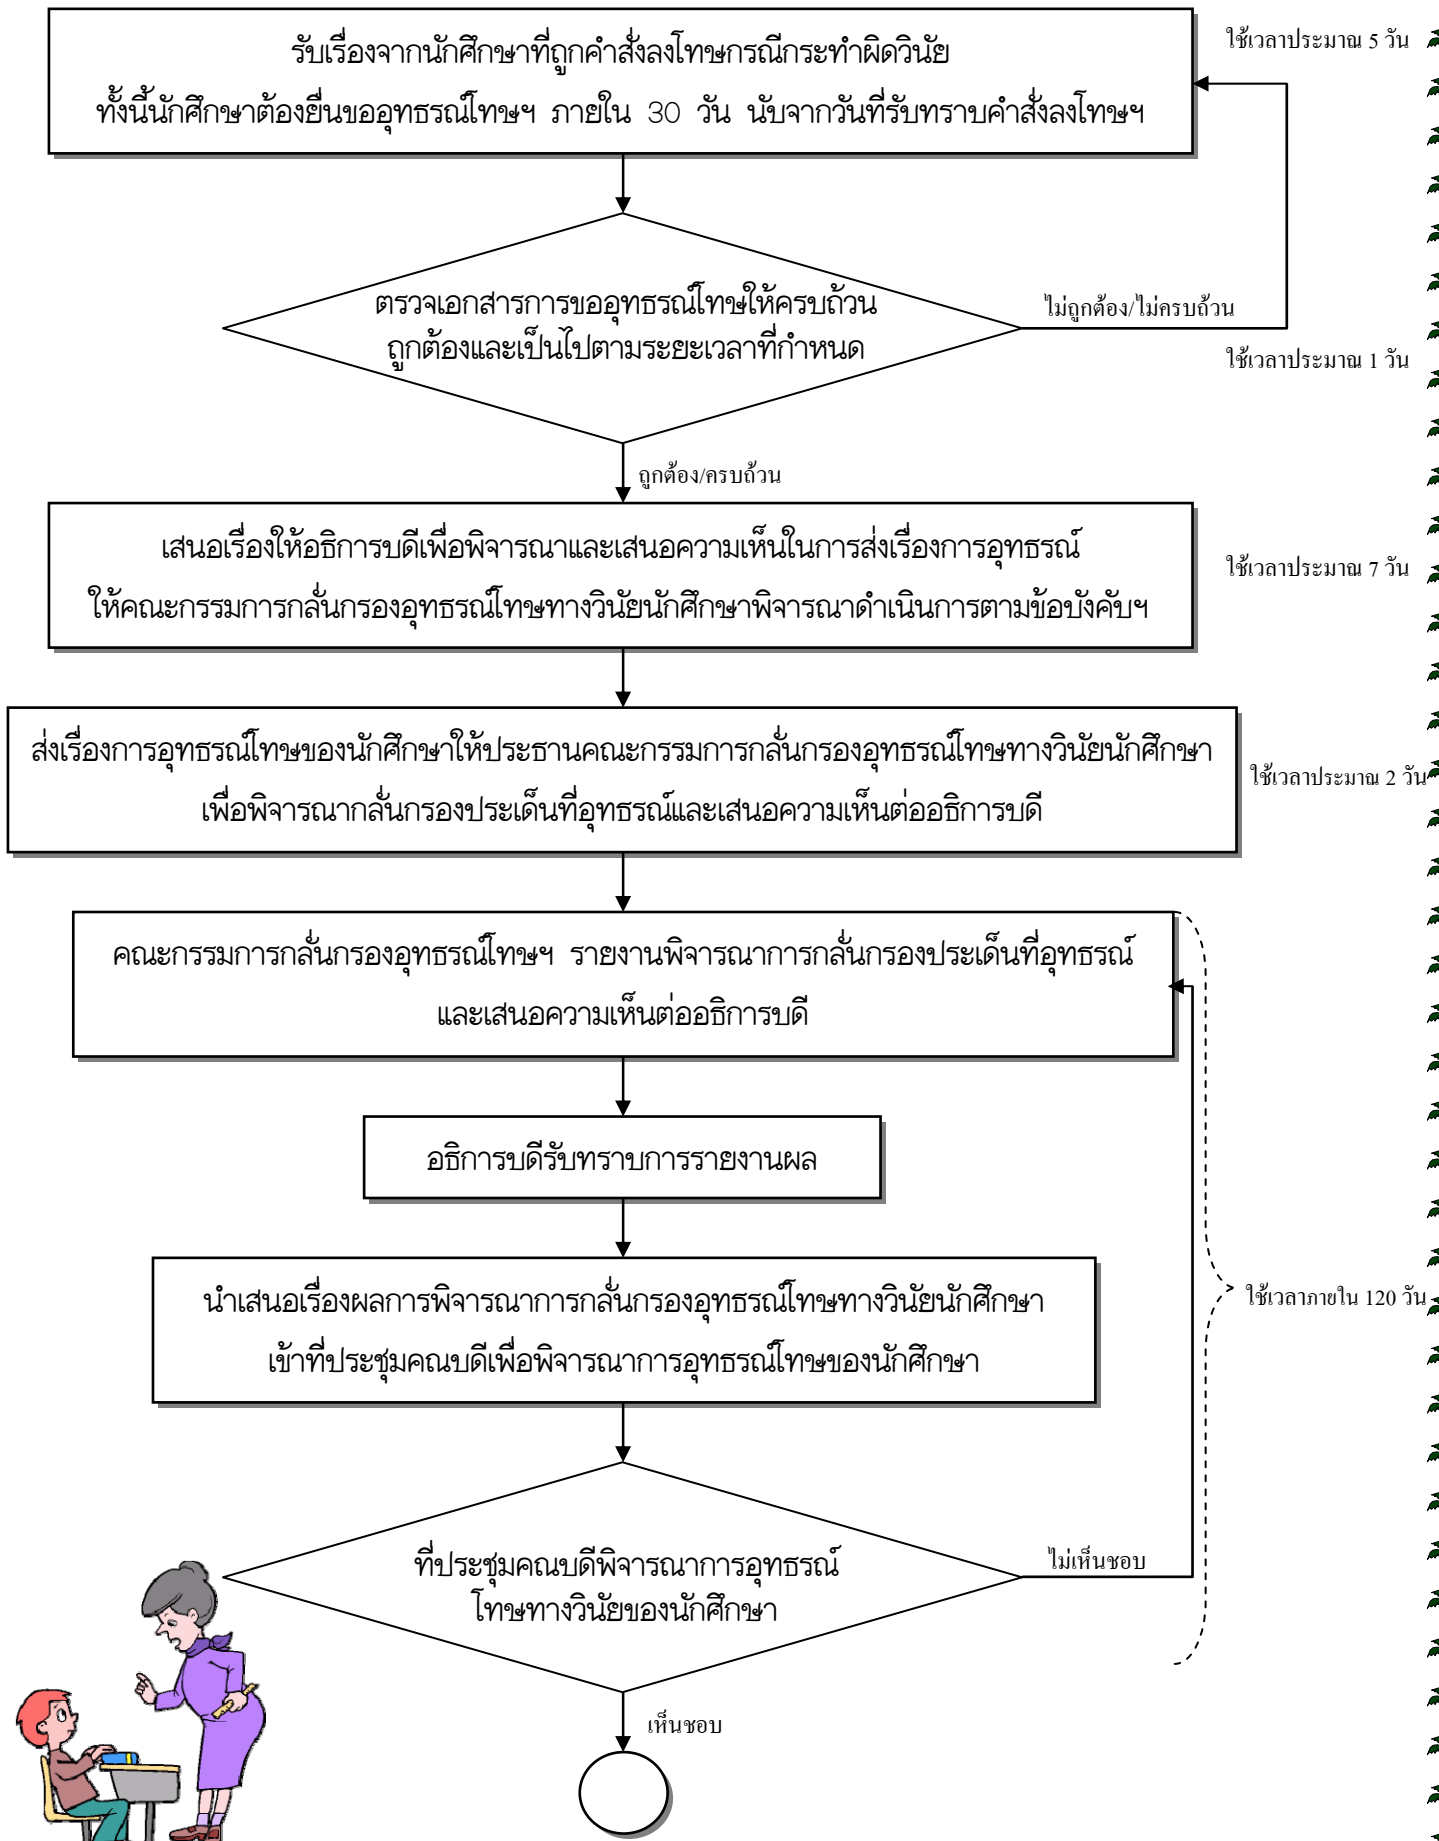 รับเรื่องจากนักศึกษาที่ถูกคำสั่งลงโทษกรณีกระทำผิดวินัย
ใช้เวลาประมาณ 5 วัน
ทั้งนี้นักศึกษาต้องยื่นขออุทธรณ์โทษฯ ภายใน 30 วัน นับจากวันที่รับทราบคำสั่งลงโทษฯ
ตรวจเอกสารการขออุทธรณ์โทษให้ครบถ้วน
ถูกต้องและเป็นไปตามระยะเวลาที่กำหนด
ไม่ถูกต้อง/ไม่ครบถ้วน
ใช้เวลาประมาณ 1 วัน
ถูกต้อง/ครบถ้วน
เสนอเรื่องให้อธิการบดีเพื่อพิจารณาและเสนอความเห็นในการส่งเรื่องการอุทธรณ์
ให้คณะกรรมการกลั่นกรองอุทธรณ์โทษทางวินัยนักศึกษาพิจารณาดำเนินการตามข้อบังคับฯ
ใช้เวลาประมาณ 7 วัน
ส่งเรื่องการอุทธรณ์โทษของนักศึกษาให้ประธานคณะกรรมการกลั่นกรองอุทธรณ์โทษทางวินัยนักศึกษา
เพื่อพิจารณากลั่นกรองประเด็นที่อุทธรณ์และเสนอความเห็นต่ออธิการบดี
ใช้เวลาประมาณ 2 วัน
คณะกรรมการกลั่นกรองอุทธรณ์โทษฯ รายงานพิจารณาการกลั่นกรองประเด็นที่อุทธรณ์
และเสนอความเห็นต่ออธิการบดี
อธิการบดีรับทราบการรายงานผล
นำเสนอเรื่องผลการพิจารณาการกลั่นกรองอุทธรณ์โทษทางวินัยนักศึกษา
เข้าที่ประชุมคณบดีเพื่อพิจารณาการอุทธรณ์โทษของนักศึกษา
ใช้เวลาภายใน 120 วัน
ที่ประชุมคณบดีพิจารณาการอุทธรณ์
โทษทางวินัยของนักศึกษา
ไม่เห็นชอบ
เห็นชอบ